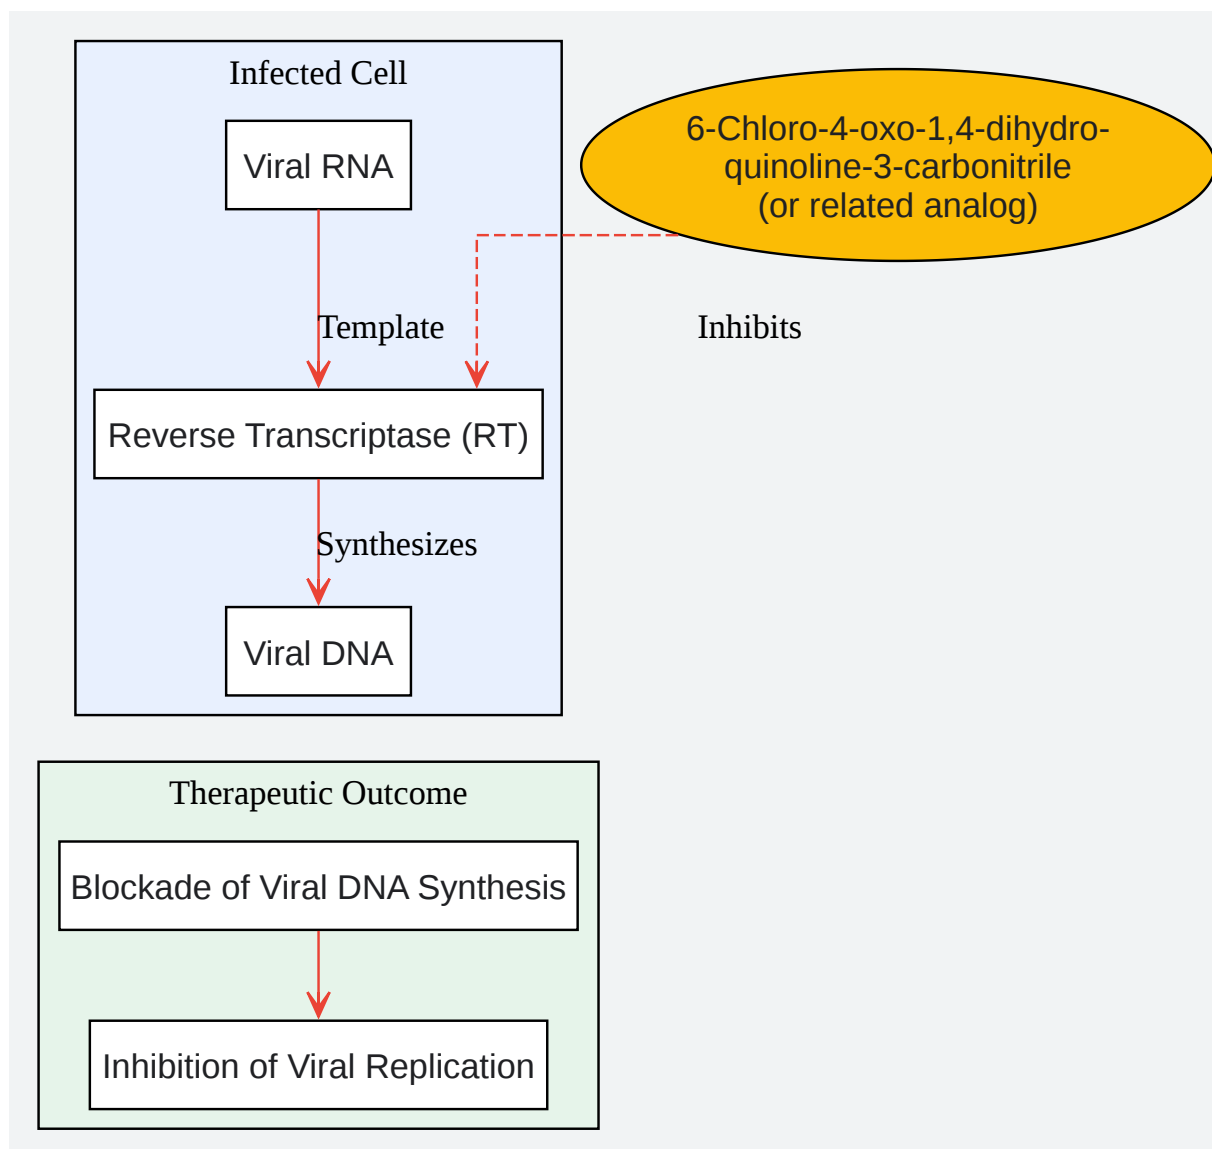 Infected Cell
Viral RNA
6-Chloro-4-oxo-1,4-dihydro-
quinoline-3-carbonitrile
(or related analog)
Template
Inhibits
Reverse Transcriptase (RT)
Synthesizes
Viral DNA
Therapeutic Outcome
Blockade of Viral DNA Synthesis
Inhibition of Viral Replication